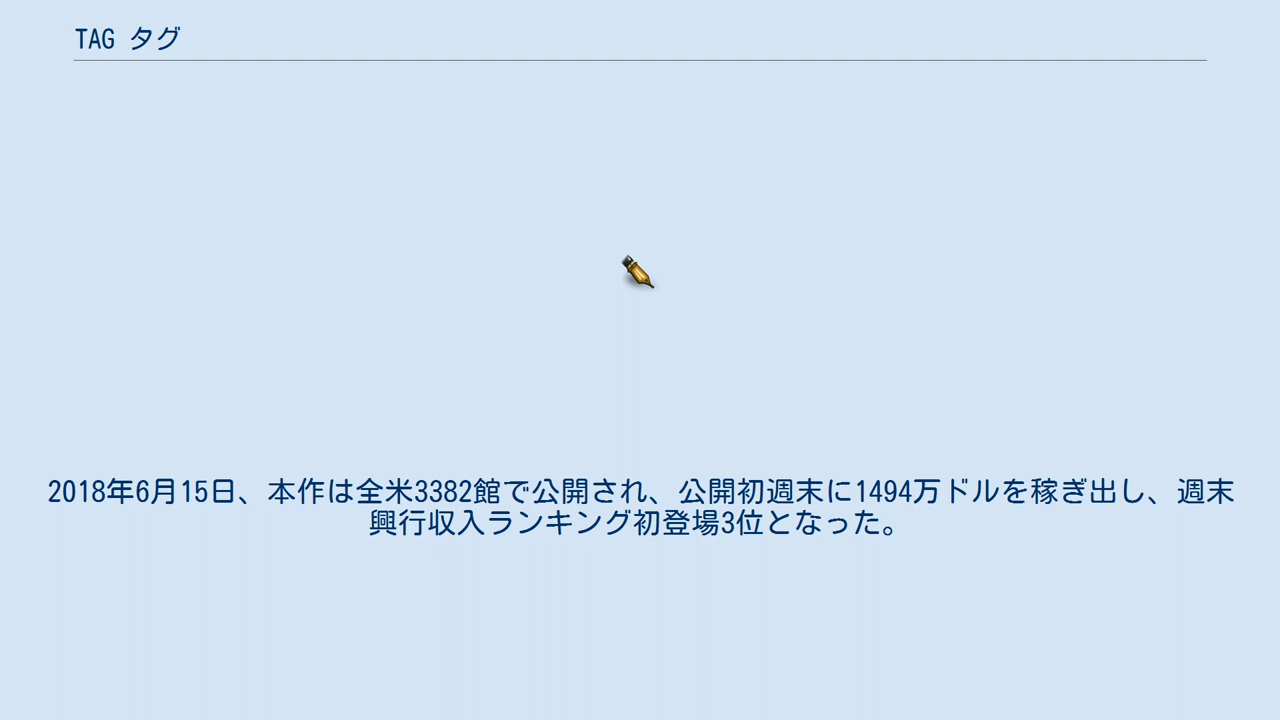 TAG タグ
2018年6月15日、本作は全米3382館で公開され、公開初週末に1494万ドルを稼ぎ出し、週末
興行収入ランキング初登場3位となった。